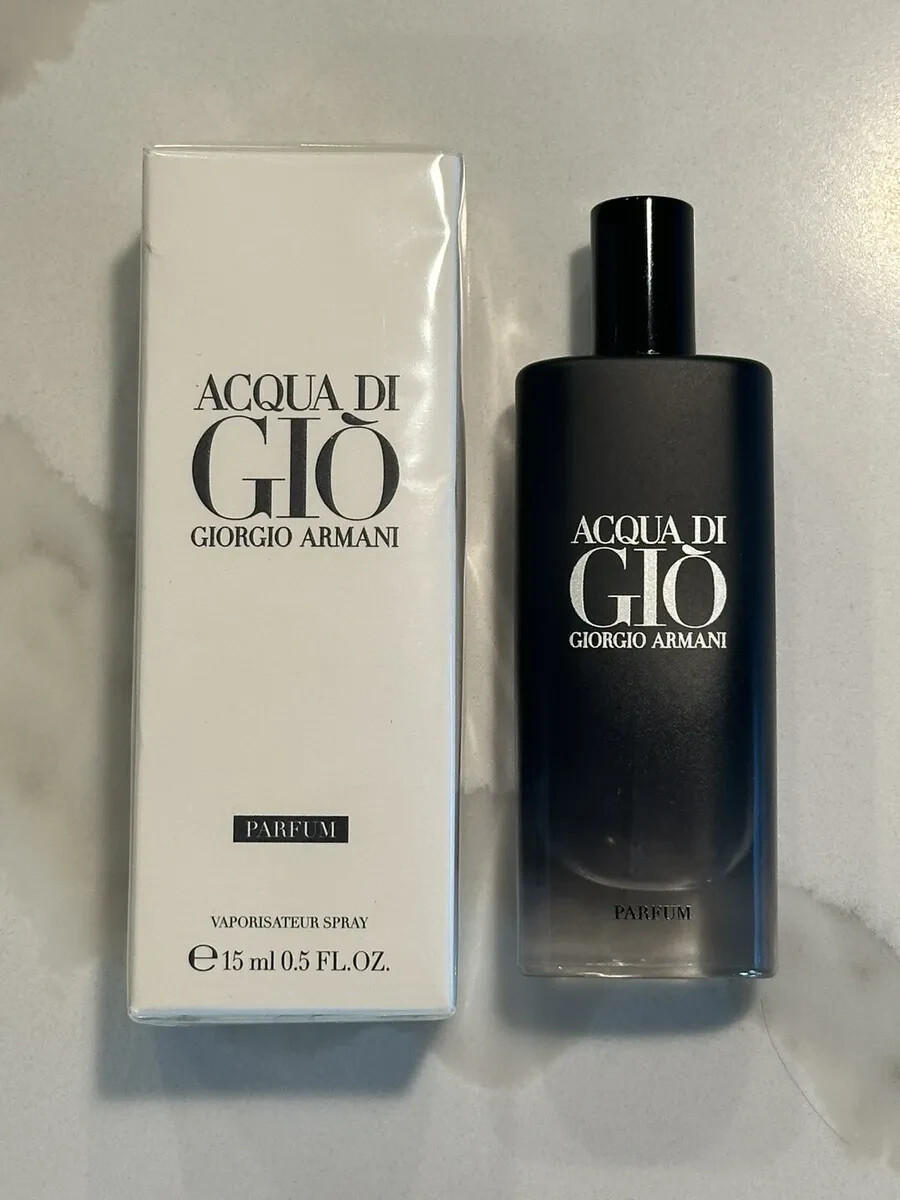 ACQUA DI
GIÒ
GIORGIO ARMANI
PARFUM
VAPORISATEUR SPRAY
℮ 15 ml 0.5 FL.OZ.
ACQUA DI
GIÒ
GIORGIO ARMANI
PARFUM